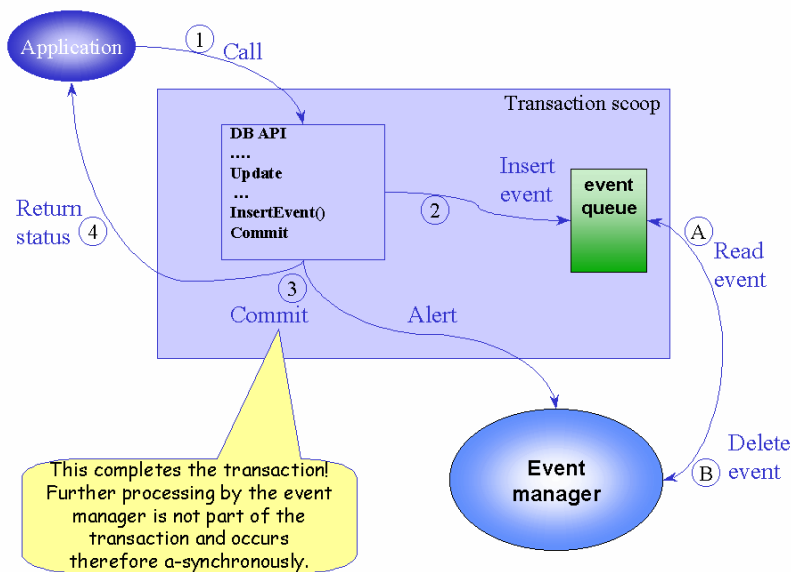 Application
1
Call
Transaction scoop
DB API
....
Update
...
InsertEvent()
Commit
Insert
event
2
event
queue
Return
status
4
A
Read
event
3
Commit
Alert
This completes the transaction!
Further processing by the event
manager is not part of the
transaction and occurs
therefore a-synchronously.
Event
manager
Delete
event
B